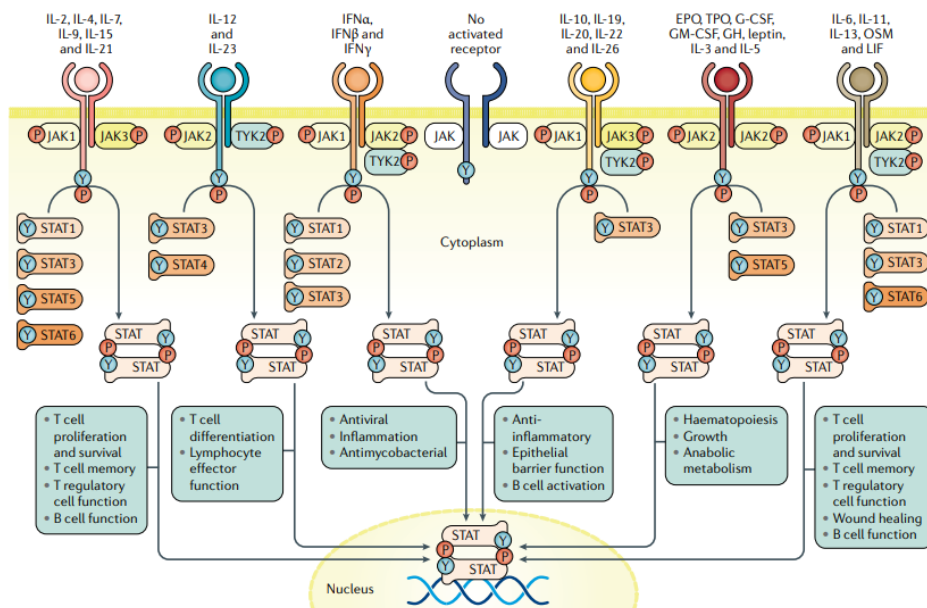 IL-2, IL-4, IL-7,
IL-9, IL-15
and IL-21
IL-12
and
IL-23
IFNα,
IFNβ and
IFNγ
No
activated
receptor
IL-10, IL-19,
IL-20, IL-22
and IL-26
EPO, TPO, G-CSF,
GM-CSF, GH, leptin,
IL-3 and IL-5
IL-6, IL-11,
IL-13, OSM
and LIF
P JAK1 JAK3 P
P JAK2 TYK2 P
P JAK1 JAK2 P
TYK2 P
JAK JAK
P JAK1 JAK3 P
TYK2 P
P JAK2 JAK2 P
P JAK1 JAK2 P
TYK2 P
Y
P
Y
P
Y
P
Y
Y
P
Y
P
Y
P
Y STAT1
Y STAT3
Y STAT5
Y STAT6
Y STAT3
Y STAT4
Y STAT1
Y STAT2
Y STAT3
Cytoplasm
Y STAT3
Y STAT3
Y STAT5
Y STAT1
Y STAT3
Y STAT6
STAT Y
P P
Y STAT
STAT Y
P P
Y STAT
STAT Y
P P
Y STAT
STAT Y
P P
Y STAT
STAT Y
P P
Y STAT
STAT Y
P P
Y STAT
• T cell
proliferation
and survival
• T cell memory
• T regulatory
cell function
• B cell function
• T cell
differentiation
• Lymphocyte
effector
function
• Antiviral
• Inflammation
• Antimycobacterial
• Anti-
inflammatory
• Epithelial
barrier function
• B cell activation
• Haematopoiesis
• Growth
• Anabolic
metabolism
• T cell
proliferation
and survival
• T cell memory
• T regulatory
cell function
• Wound healing
• B cell function
STAT Y
P P
Y STAT
Nucleus